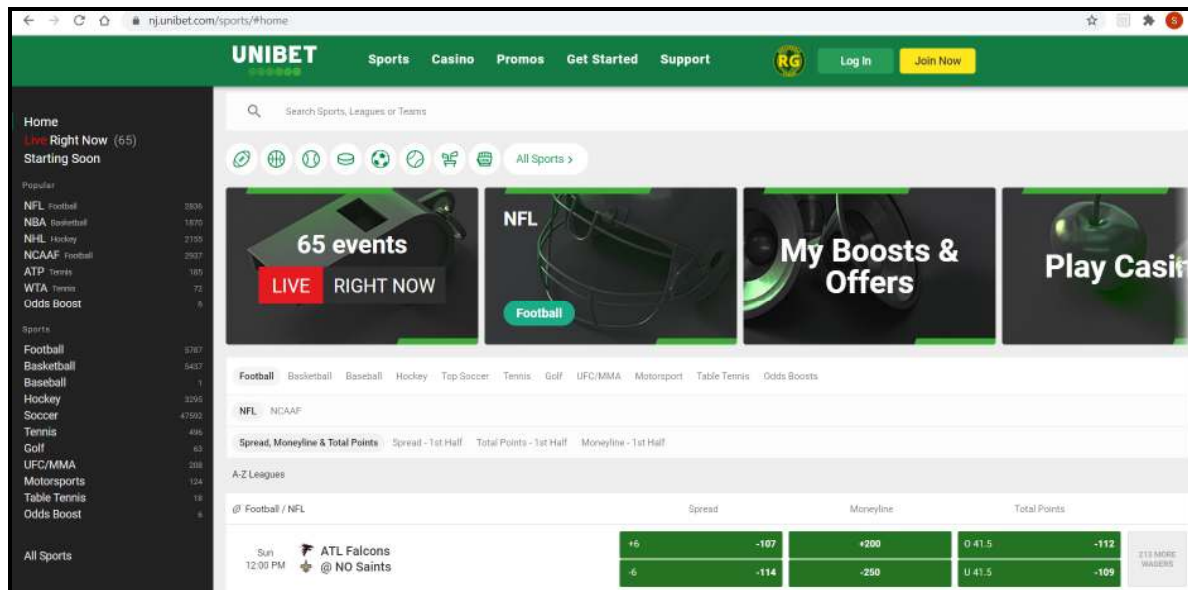 nj.unibet.com/sports/#home
S
UNIBET
Sports Casino Promos Get Started Support
RG
Log In
Join Now
Home
Live Right Now (65)
Starting Soon
Popular
NFL Football 2836
NBA Basketball 1870
NHL Hockey 2155
NCAAF Football 2937
ATP Tennis 185
WTA Tennis 72
Odds Boost 6
Sports
Football 5787
Basketball 5437
Baseball 1
Hockey 3295
Soccer 47592
Tennis 496
Golf 63
UFC/MMA 208
Motorsports 124
Table Tennis 18
Odds Boost 6
All Sports
Search Sports, Leagues or Teams
All Sports >
65 events
LIVE RIGHT NOW
NFL
Football
My Boosts &
Offers
Play Casin
Football Basketball Baseball Hockey Top Soccer Tennis Golf UFC/MMA Motorsport Table Tennis Odds Boosts
NFL NCAAF
Spread, Moneyline & Total Points Spread - 1st Half Total Points - 1st Half Moneyline - 1st Half
A-Z Leagues
Football / NFL Spread Moneyline Total Points
Sun
12:00 PM
ATL Falcons
@ NO Saints
+6 -107 +200 O 41.5 -112
-6 -114 -250 U 41.5 -109
213 MORE
WAGERS